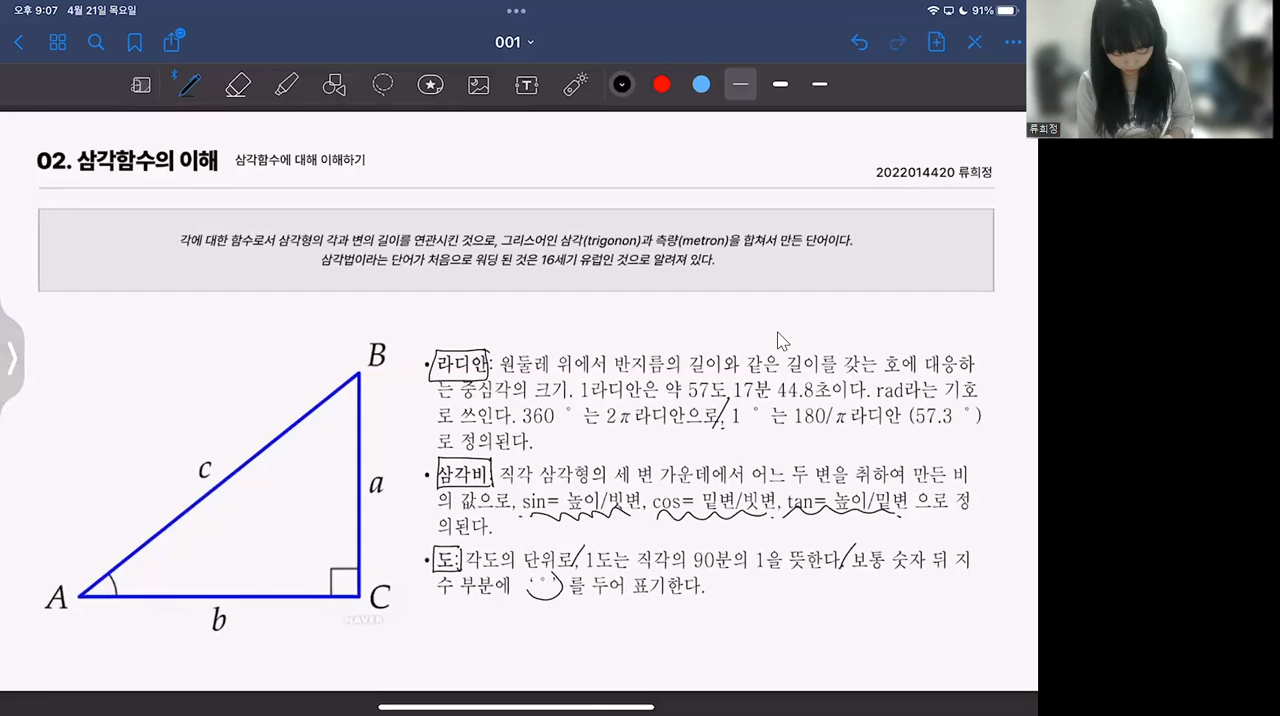 오후 9:07 4월 21일 목요일
91%
001
류희정
02. 삼각함수의 이해 삼각함수에 대해 이해하기
2022014420 류희정
각에 대한 함수로서 삼각형의 각과 변의 길이를 연관시킨 것으로, 그리스어인 삼각(trigonon)과 측량(metron)을 합쳐서 만든 단어이다.
삼각법이라는 단어가 처음으로 워딩 된 것은 16세기 유럽인 것으로 알려져 있다.
B
c
a
A
C
b
NAVER
• 라디안: 원둘레 위에서 반지름의 길이와 같은 길이를 갖는 호에 대응하
는 중심각의 크기. 1라디안은 약 57도 17분 44.8초이다. rad라는 기호
로 쓰인다. 360 ° 는 2π라디안으로, 1 ° 는 180/π라디안 (57.3 °)
로 정의된다.
• 삼각비: 직각 삼각형의 세 변 가운데에서 어느 두 변을 취하여 만든 비
의 값으로, sin= 높이/빗변, cos= 밑변/빗변, tan= 높이/밑변 으로 정
의된다.
• 도: 각도의 단위로, 1도는 직각의 90분의 1을 뜻한다. 보통 숫자 뒤 지
수 부분에 ° 를 두어 표기한다.